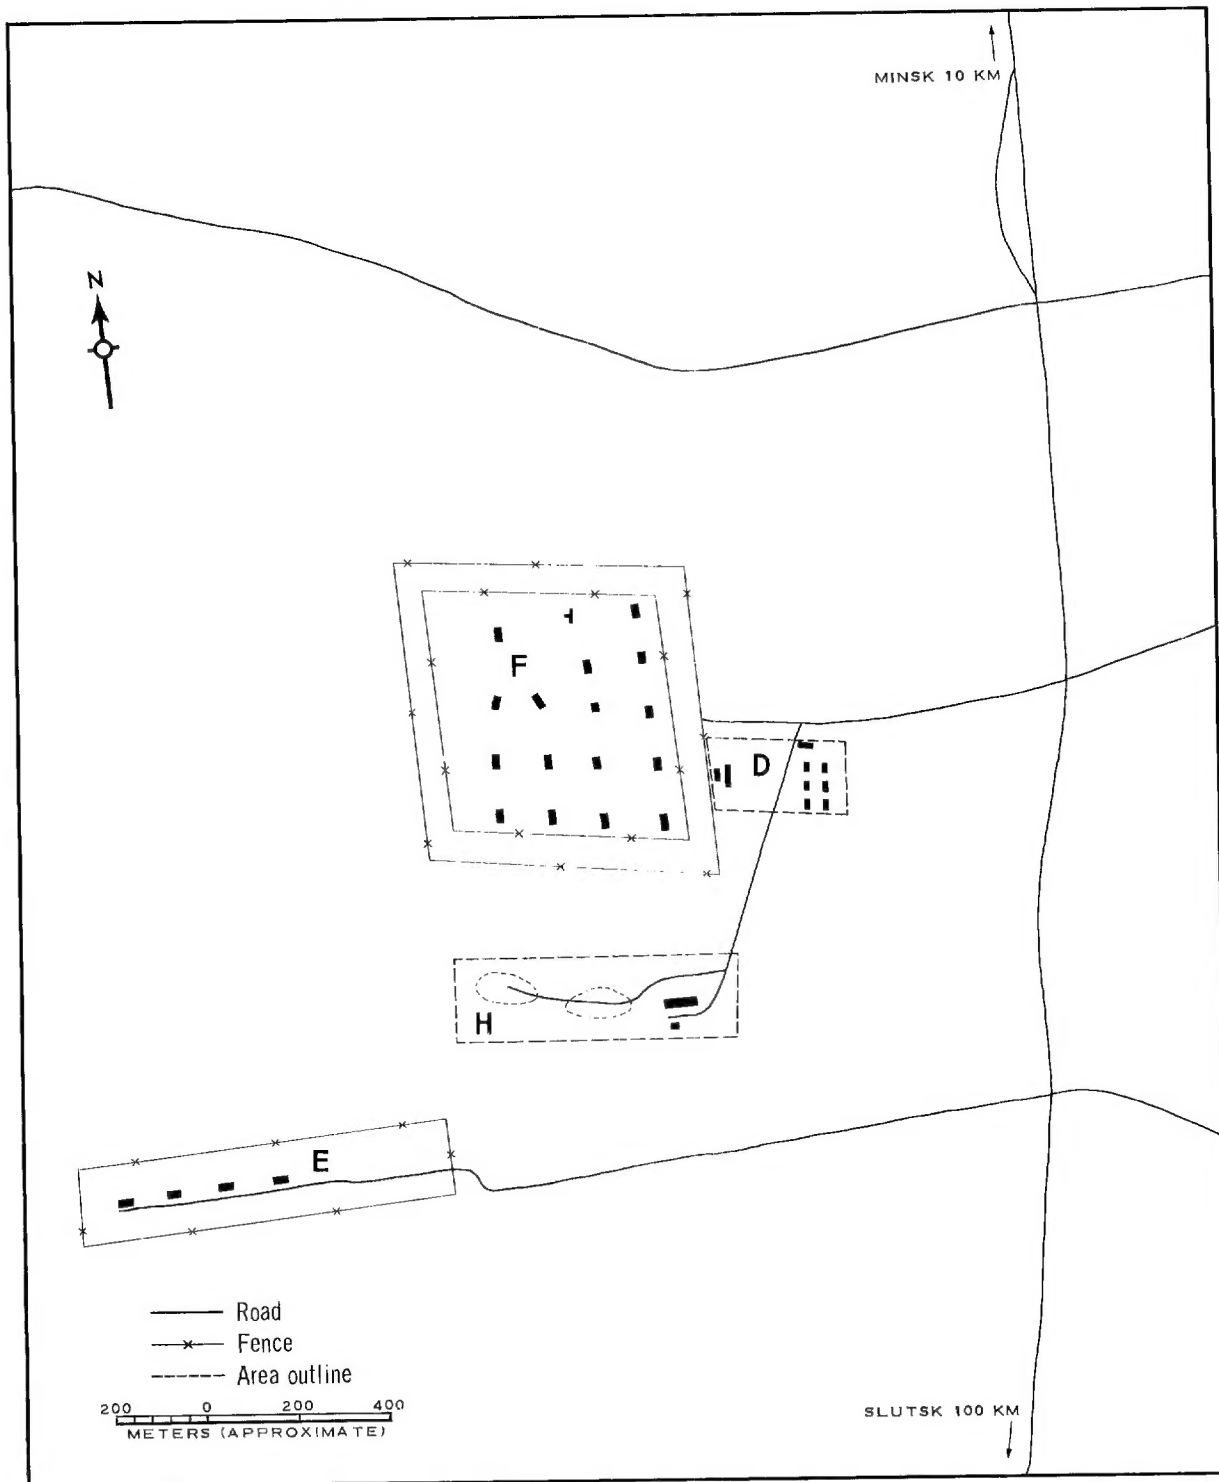 MINSK 10 KM
N
F
D
H
E
Road
Fence
Area outline
200 0 200 400
METERS (APPROXIMATE)
SLUTSK 100 KM